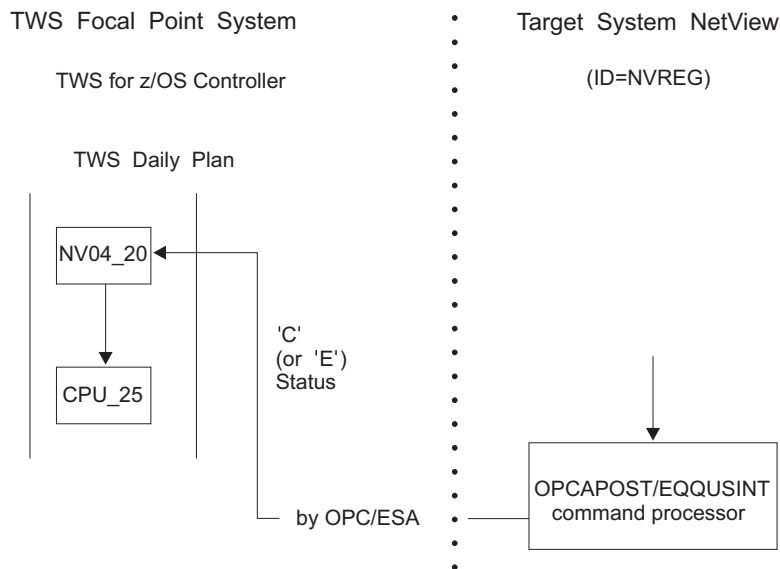 TWS Focal Point System
Target System NetView
TWS for z/OS Controller
(ID=NVREG)
TWS Daily Plan
NV04_20
'C'
(or 'E')
Status
CPU_25
OPCAPOST/EQQUSINT
command processor
by OPC/ESA